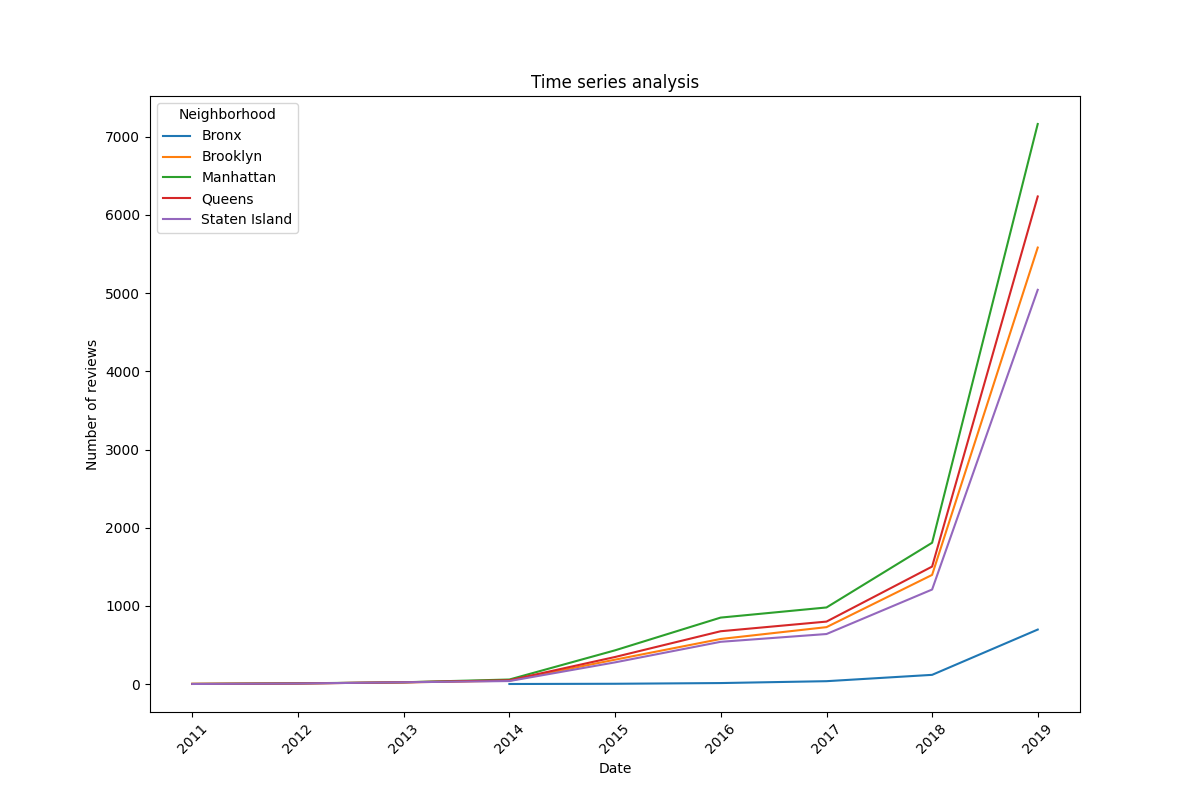 Time series analysis
Neighborhood
Bronx
Brooklyn
Manhattan
Queens
Staten Island
7000
6000
5000
4000
3000
2000
1000
0
Number of reviews
2011
2012
2013
2014
2015
2016
2017
2018
2019
Date